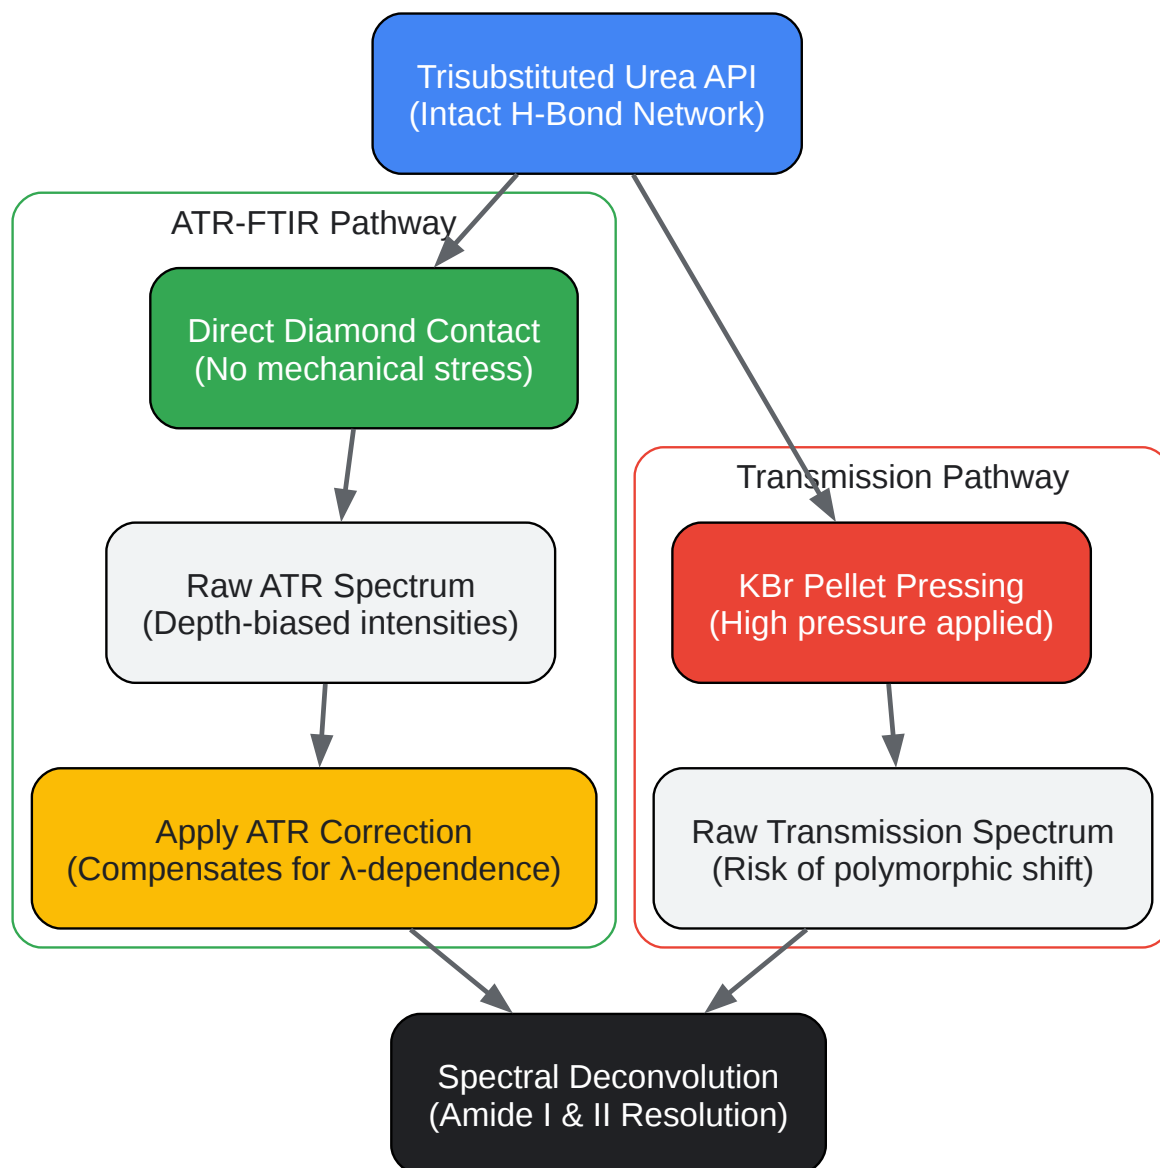 Trisubstituted Urea API
(Intact H-Bond Network)
ATR-FTIR Pathway
Direct Diamond Contact
(No mechanical stress)
Transmission Pathway
Raw ATR Spectrum
(Depth-biased intensities)
KBr Pellet Pressing
(High pressure applied)
Apply ATR Correction
(Compensates for λ-dependence)
Raw Transmission Spectrum
(Risk of polymorphic shift)
Spectral Deconvolution
(Amide I & II Resolution)